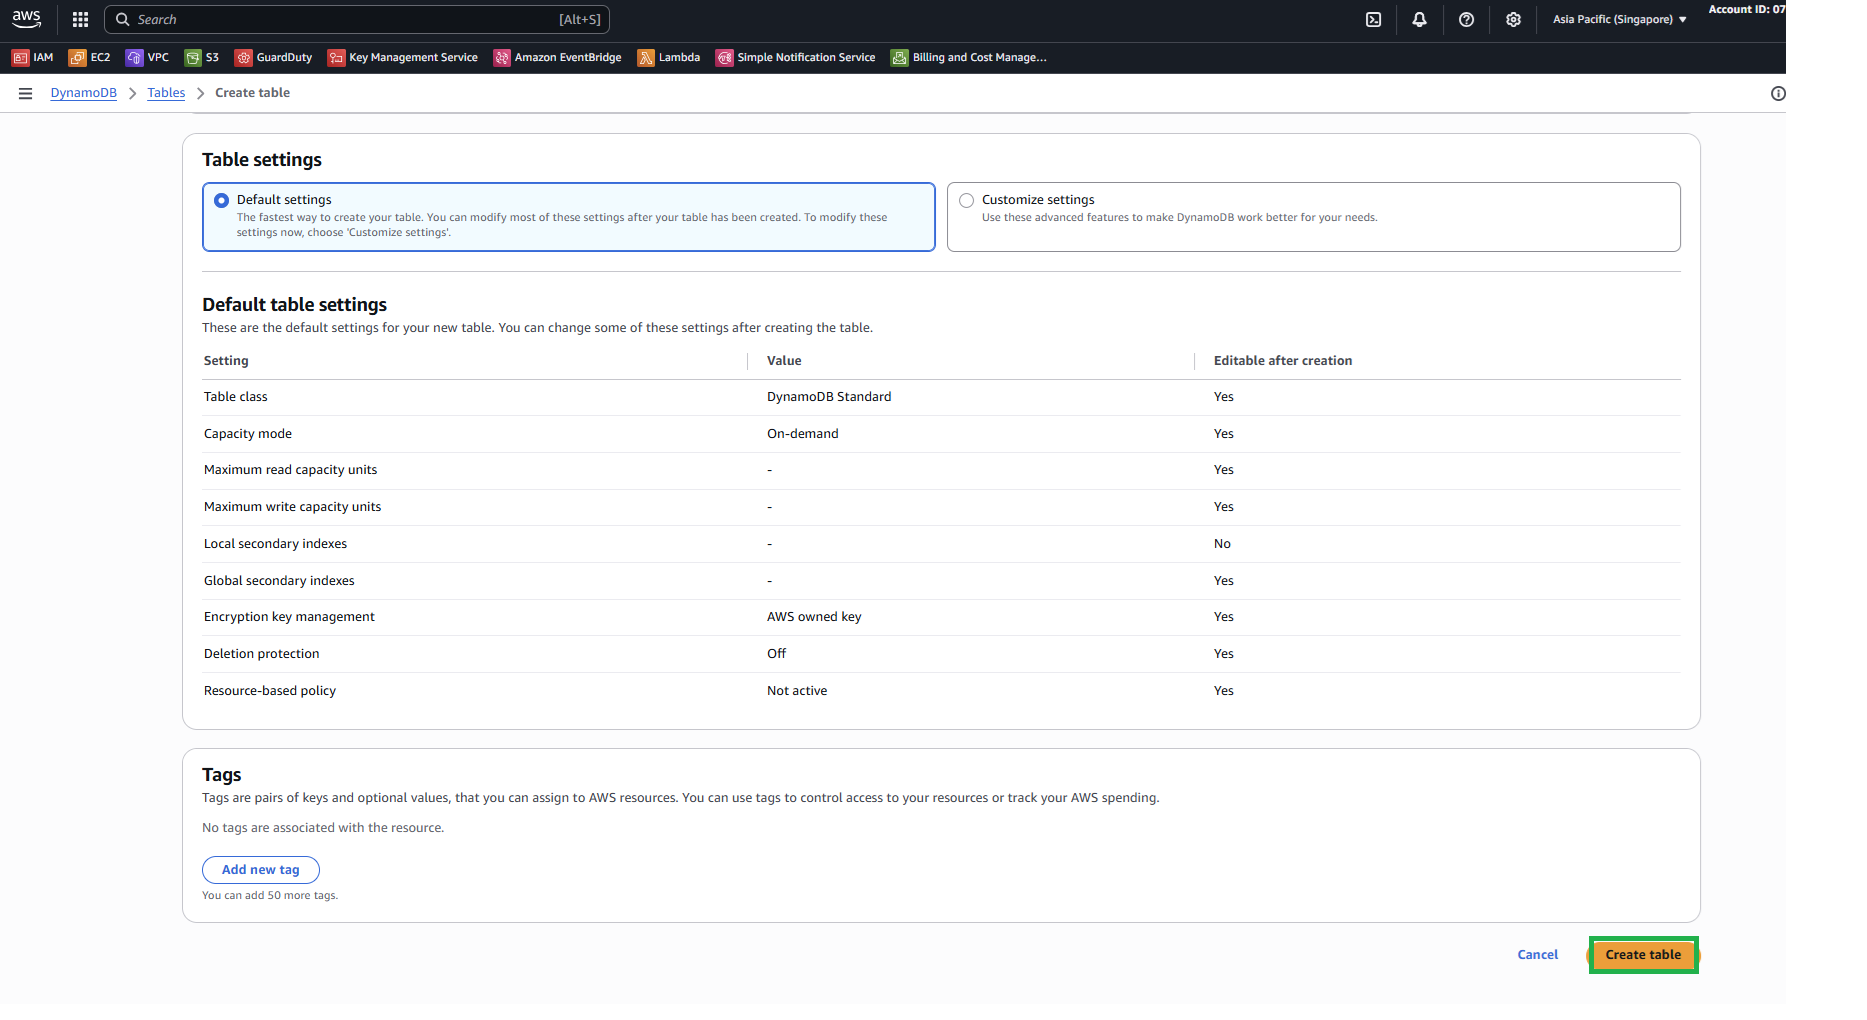 aws
Search [Alt+S]
Asia Pacific (Singapore)
Account ID: 07
IAM EC2 VPC S3 GuardDuty Key Management Service Amazon EventBridge Lambda Simple Notification Service Billing and Cost Manage...
DynamoDB Tables Create table
Table settings
Default settings
The fastest way to create your table. You can modify most of these settings after your table has been created. To modify these
settings now, choose 'Customize settings'.
Customize settings
Use these advanced features to make DynamoDB work better for your needs.
Default table settings
These are the default settings for your new table. You can change some of these settings after creating the table.
Setting Value Editable after creation
Table class DynamoDB Standard Yes
Capacity mode On-demand Yes
Maximum read capacity units - Yes
Maximum write capacity units - Yes
Local secondary indexes - No
Global secondary indexes - Yes
Encryption key management AWS owned key Yes
Deletion protection Off Yes
Resource-based policy Not active Yes
Tags
Tags are pairs of keys and optional values, that you can assign to AWS resources. You can use tags to control access to your resources or track your AWS spending.
No tags are associated with the resource.
Add new tag
You can add 50 more tags.
Cancel Create table